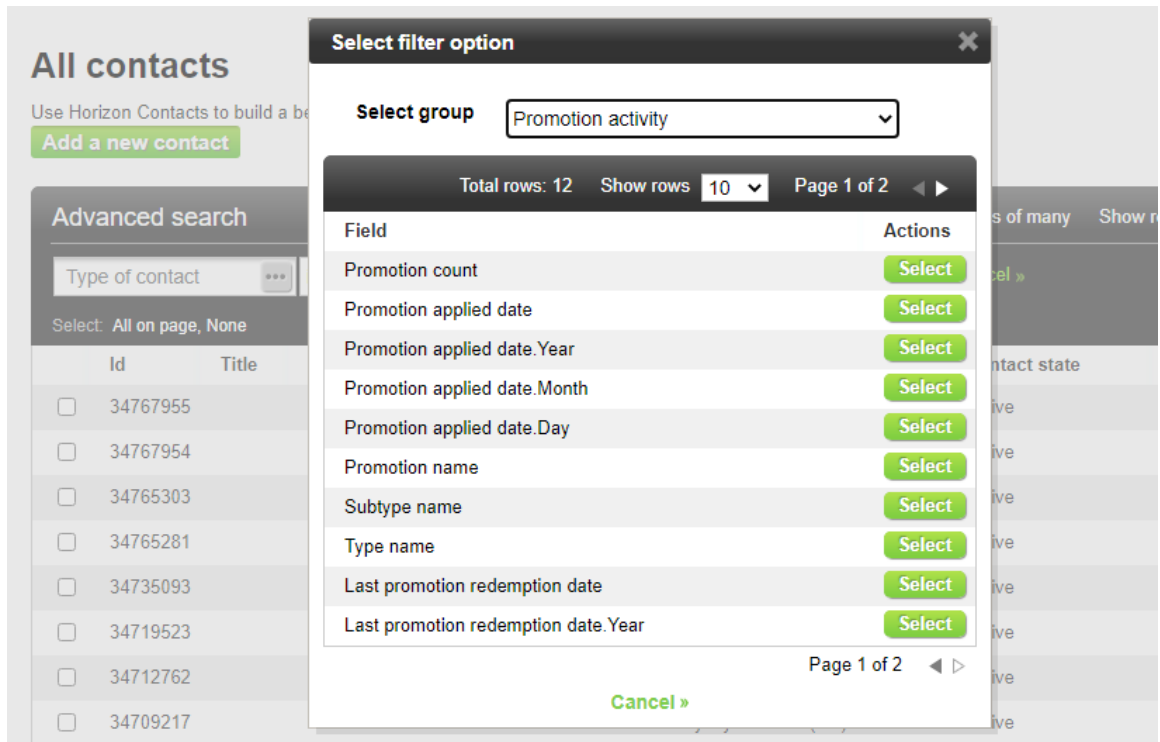 All contacts
Use Horizon Contacts to build a be
Add a new contact
Advanced search
Type of contact
Select: All on page, None
Id Title
34767955
34767954
34765303
34765281
34735093
34719523
34712762
34709217
Select filter option
Select group Promotion activity
Total rows: 12 Show rows 10 Page 1 of 2
Field Actions
Promotion count Select
Promotion applied date Select
Promotion applied date.Year Select
Promotion applied date.Month Select
Promotion applied date.Day Select
Promotion name Select
Subtype name Select
Type name Select
Last promotion redemption date Select
Last promotion redemption date.Year Select
Page 1 of 2
Cancel »
s of many Show r
cel »
ntact state
ive
ive
ive
ive
ive
ive
ive
ive